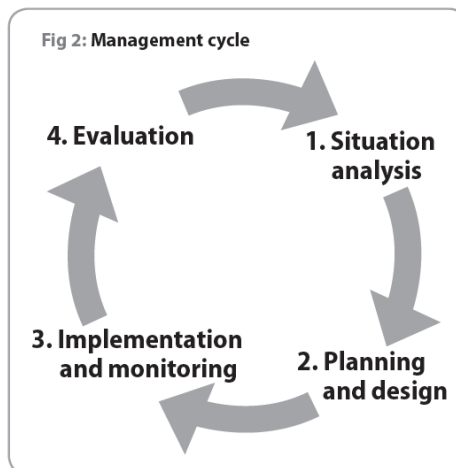 Fig 2: Management cycle
4. Evaluation
1. Situation
analysis
3. Implementation
and monitoring
2. Planning
and design